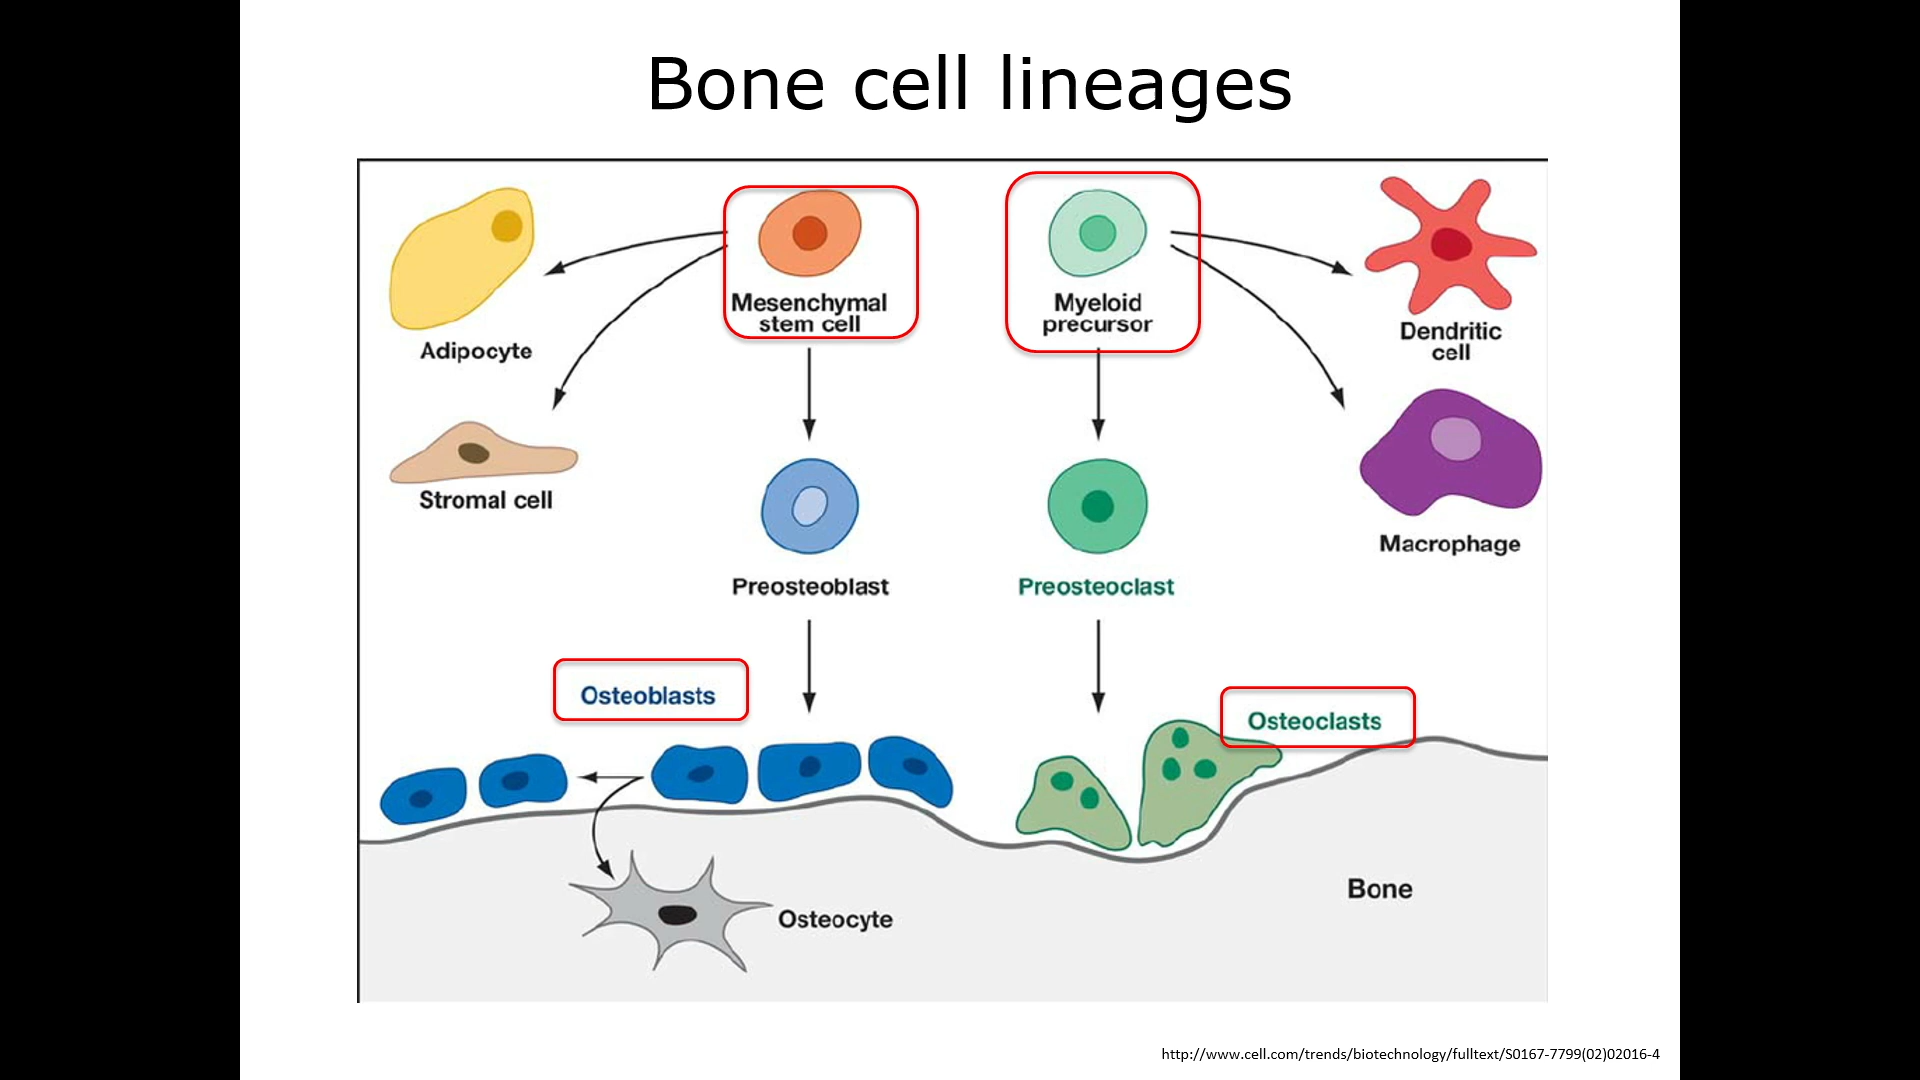 Bone cell lineages
Adipocyte
Mesenchymal
stem cell
Myeloid
precursor
Dendritic
cell
Stromal cell
Macrophage
Preosteoblast
Preosteoclast
Osteoblasts
Osteoclasts
Osteocyte
Bone
http://www.cell.com/trends/biotechnology/fulltext/S0167-7799(02)02016-4